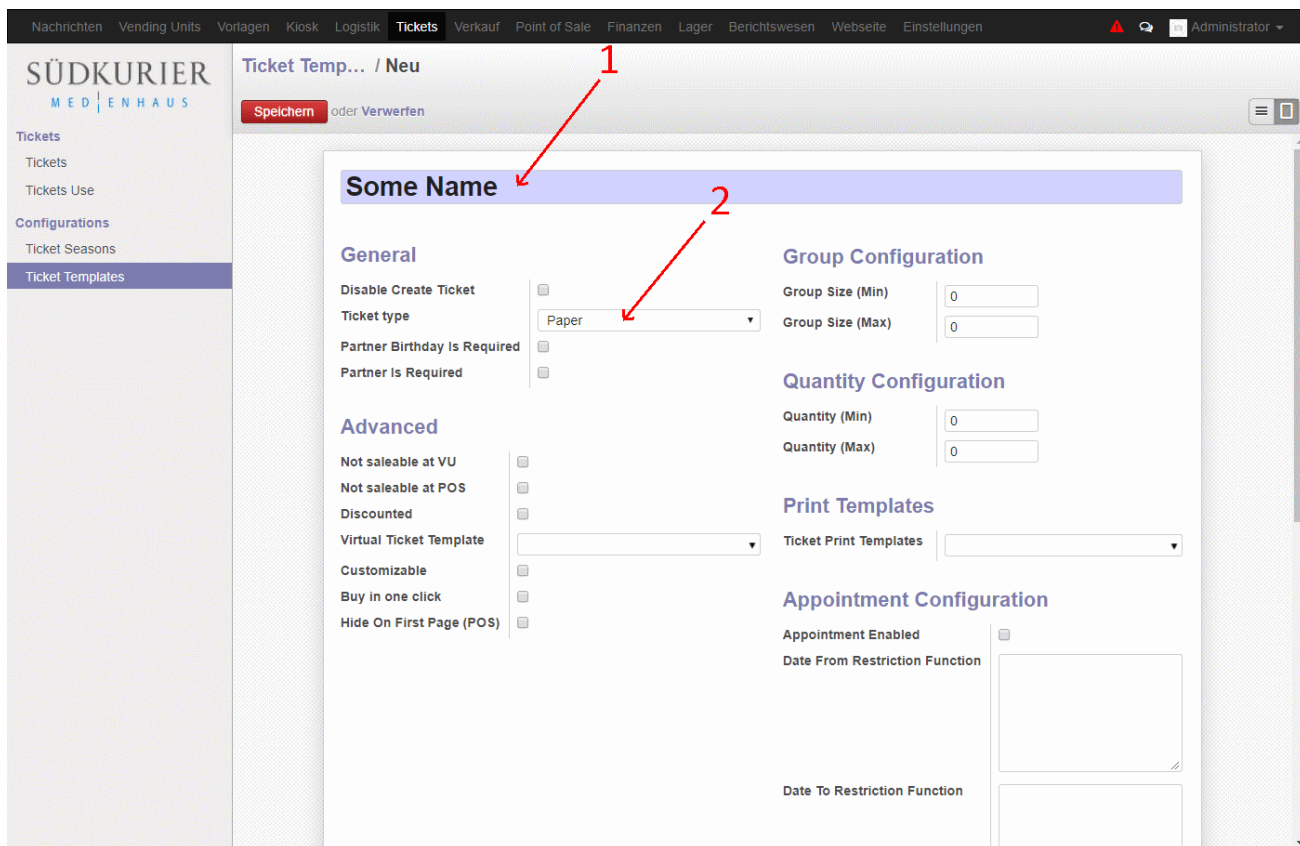 Nachrichten Vending Units Vorlagen Kiosk Logistik Tickets Verkauf Point of Sale Finanzen Lager Berichtswesen Webseite Einstellungen Administrator
SÜDKURIER
MEDIENHAUS
Tickets
Tickets
Tickets Use
Configurations
Ticket Seasons
Ticket Templates
Ticket Temp... / Neu
1
Speichern oder Verwerfen
Some Name
2
General
Disable Create Ticket
Ticket type Paper
Partner Birthday Is Required
Partner Is Required
Advanced
Not saleable at VU
Not saleable at POS
Discounted
Virtual Ticket Template
Customizable
Buy in one click
Hide On First Page (POS)
Group Configuration
Group Size (Min) 0
Group Size (Max) 0
Quantity Configuration
Quantity (Min) 0
Quantity (Max) 0
Print Templates
Ticket Print Templates
Appointment Configuration
Appointment Enabled
Date From Restriction Function
Date To Restriction Function